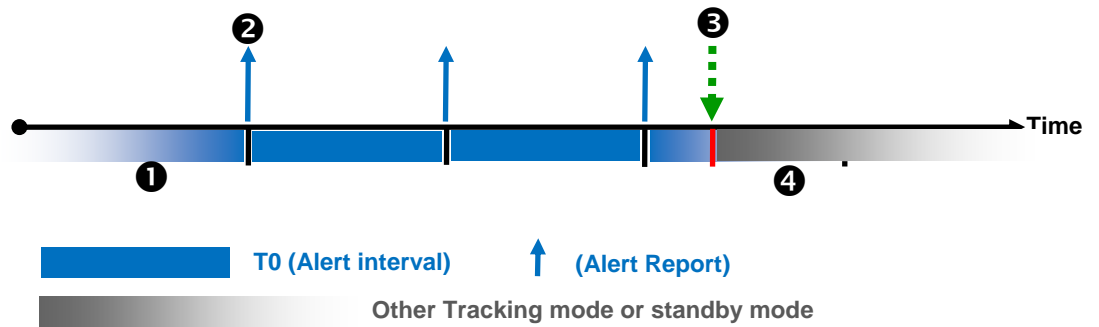 ❷ ❸
Time
❶ ❹
T0 (Alert interval) (Alert Report)
Other Tracking mode or standby mode